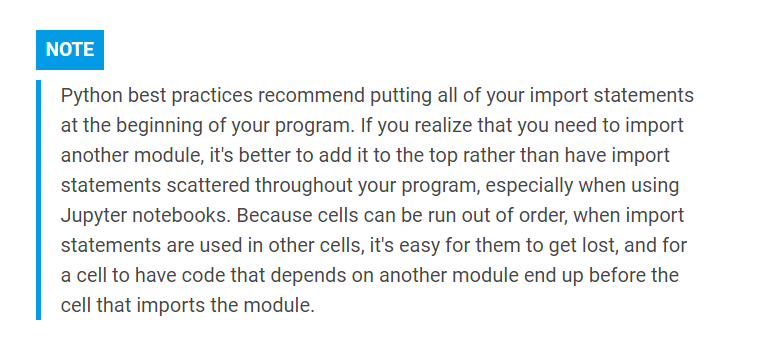 NOTE
Python best practices recommend putting all of your import statements
at the beginning of your program. If you realize that you need to import
another module, it's better to add it to the top rather than have import
statements scattered throughout your program, especially when using
Jupyter notebooks. Because cells can be run out of order, when import
statements are used in other cells, it's easy for them to get lost, and for
a cell to have code that depends on another module end up before the
cell that imports the module.